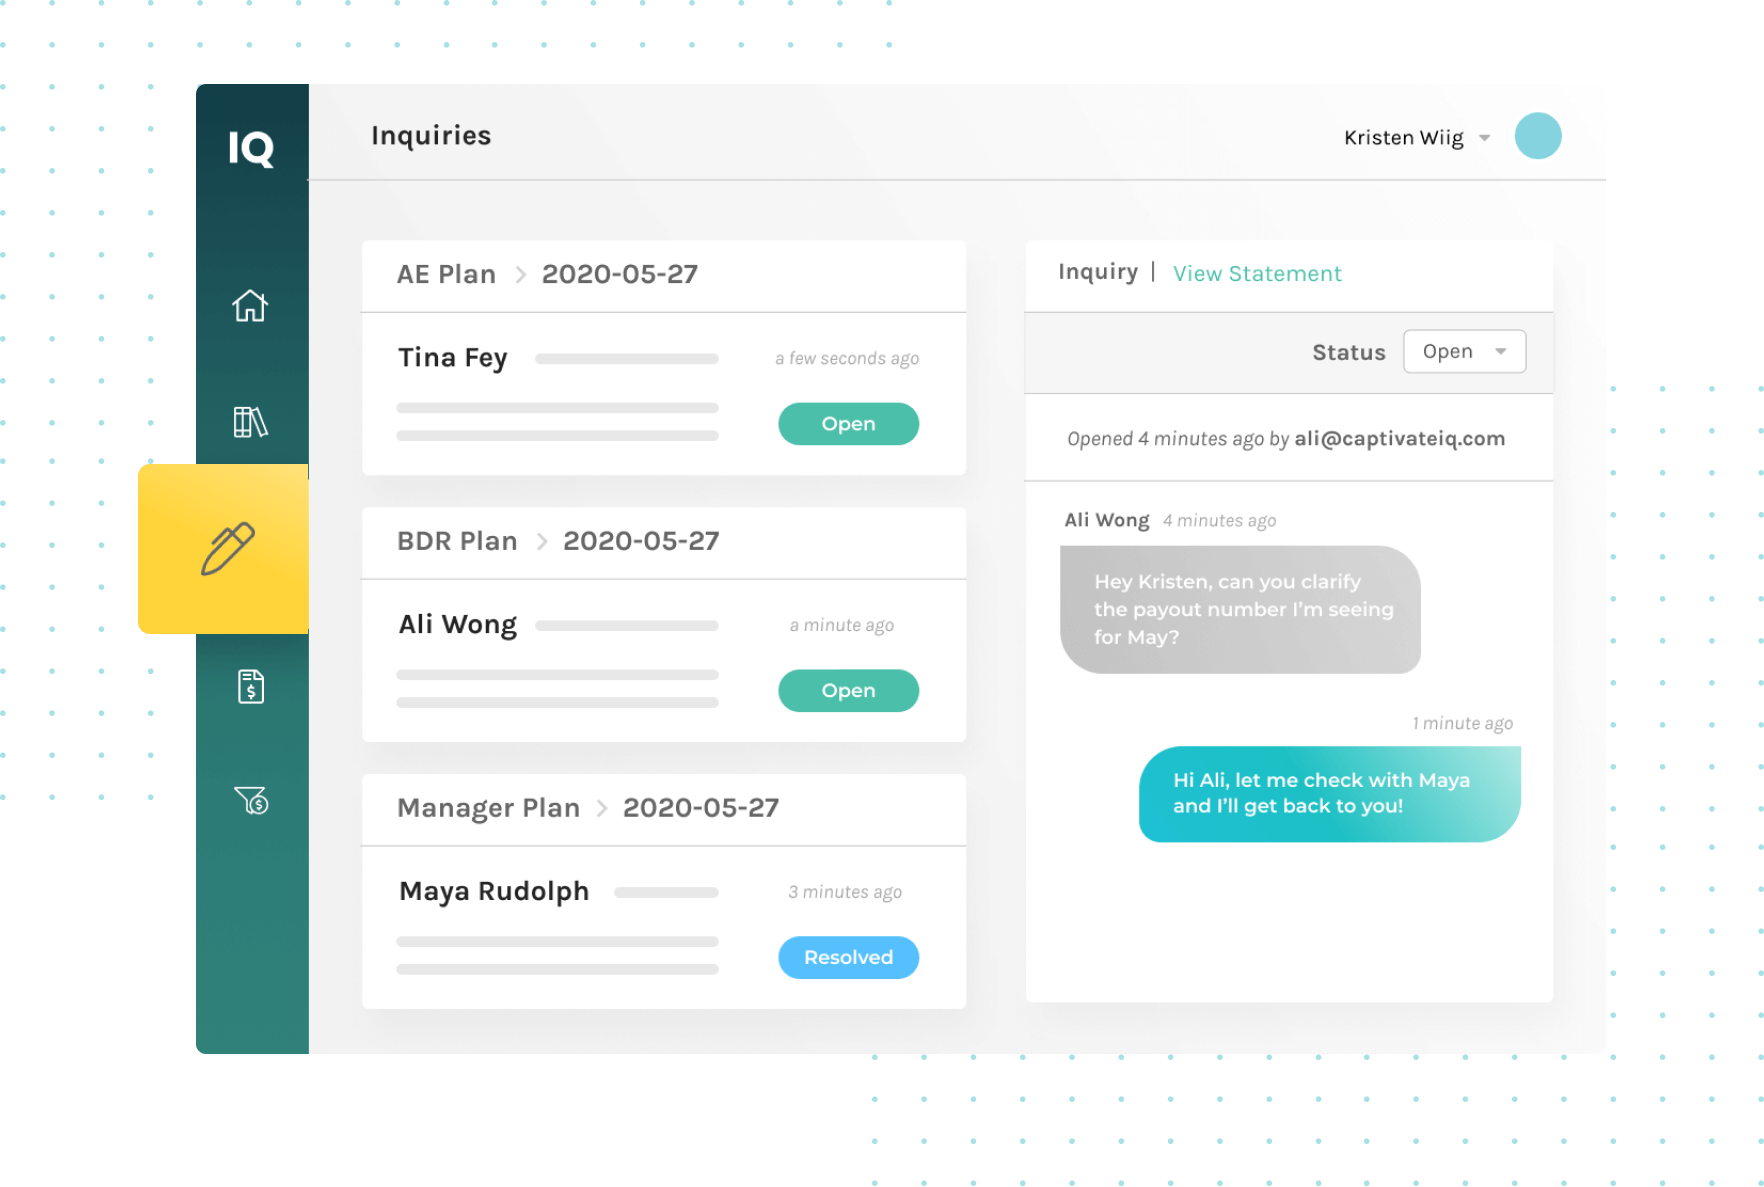 IQ
Inquiries
Kristen Wiig
AE Plan > 2020-05-27
Tina Fey
a few seconds ago
Open
BDR Plan > 2020-05-27
Ali Wong
a minute ago
Open
Manager Plan > 2020-05-27
Maya Rudolph
3 minutes ago
Resolved
Inquiry | View Statement
Status Open
Opened 4 minutes ago by ali@captivateiq.com
Ali Wong 4 minutes ago
Hey Kristen, can you clarify
the payout number I'm seeing
for May?
1 minute ago
Hi Ali, let me check with Maya
and I'll get back to you!